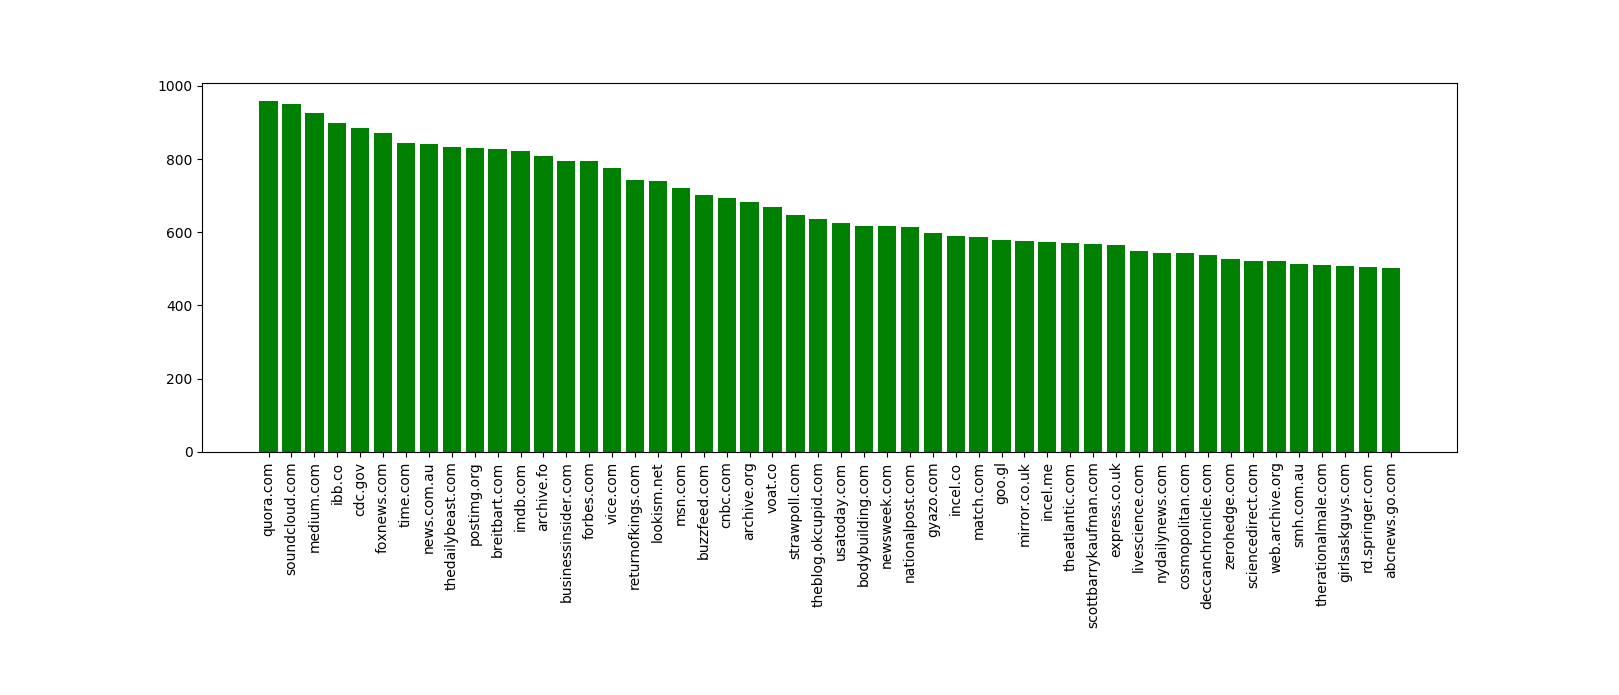 1000
800
600
400
200
0
quora.com
soundcloud.com
medium.com
ibb.co
cdc.gov
foxnews.com
time.com
news.com.au
thedailybeast.com
postimg.org
breitbart.com
imdb.com
archive.fo
businessinsider.com
forbes.com
vice.com
returnofkings.com
lookism.net
msn.com
buzzfeed.com
cnbc.com
archive.org
voat.co
strawpoll.com
theblog.okcupid.com
usatoday.com
bodybuilding.com
newsweek.com
nationalpost.com
gyazo.com
incel.co
match.com
goo.gl
mirror.co.uk
incel.me
theatlantic.com
scottbarrykaufman.com
express.co.uk
livescience.com
nydailynews.com
cosmopolitan.com
deccanchronicle.com
zerohedge.com
sciencedirect.com
web.archive.org
smh.com.au
therationalmale.com
girlsaskguys.com
rd.springer.com
abcnews.go.com